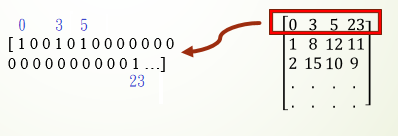 0 3 5
[ 1 0 0 1 0 1 0 0 0 0 0 0 0
0 0 0 0 0 0 0 0 0 0 1 ...]
23
0 3 5 23
1 8 12 11
2 15 10 9
. . . .
. . . .